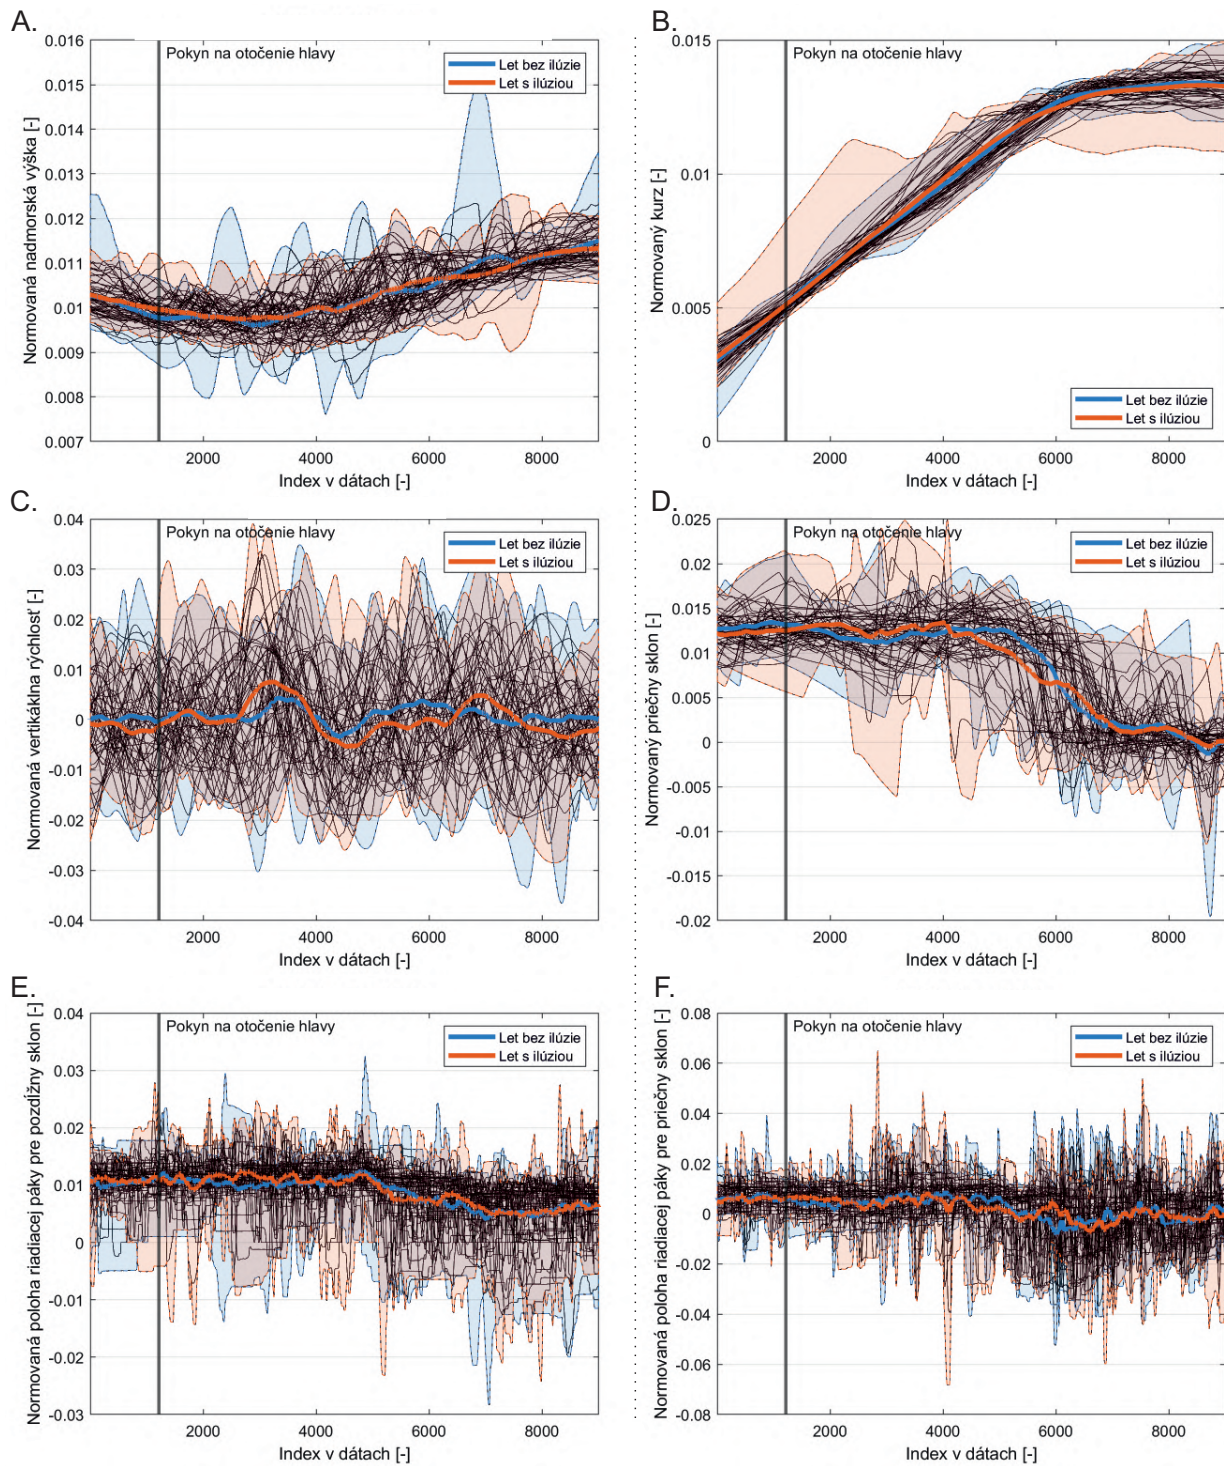 A.
0.016
0.015
0.014
0.013
0.012
0.011
0.01
0.009
0.008
0.007
Normovaná nadmorská výška [-]
Pokyn na otočenie hlavy
Let bez ilúzie
Let s ilúziou
2000
4000
6000
8000
Index v dátach [-]
B.
0.015
0.01
0.005
0
Normovaný kurz [-]
Pokyn na otočenie hlavy
Let bez ilúzie
Let s ilúziou
2000
4000
6000
8000
Index v dátach [-]
C.
0.04
0.03
0.02
0.01
0
-0.01
-0.02
-0.03
-0.04
Normovaná vertikáklna rýchlosť [-]
Pokyn na otočenie hlavy
Let bez ilúzie
Let s ilúziou
2000
4000
6000
8000
Index v dátach [-]
D.
0.025
0.02
0.015
0.01
0.005
0
-0.005
-0.01
-0.015
-0.02
Normovaný priečny sklon [-]
Pokyn na otočenie hlavy
Let bez ilúzie
Let s ilúziou
2000
4000
6000
8000
Index v dátach [-]
E.
0.04
0.03
0.02
0.01
0
-0.01
-0.02
-0.03
Normovaná poloha riadiacej páky pre pozdĺžny sklon [-]
Pokyn na otočenie hlavy
Let bez ilúzie
Let s ilúziou
2000
4000
6000
8000
Index v dátach [-]
F.
0.08
0.06
0.04
0.02
0
-0.02
-0.04
-0.06
-0.08
Normovaná poloha riadiacej páky pre priečny sklon [-]
Pokyn na otočenie hlavy
Let bez ilúzie
Let s ilúziou
2000
4000
6000
8000
Index v dátach [-]